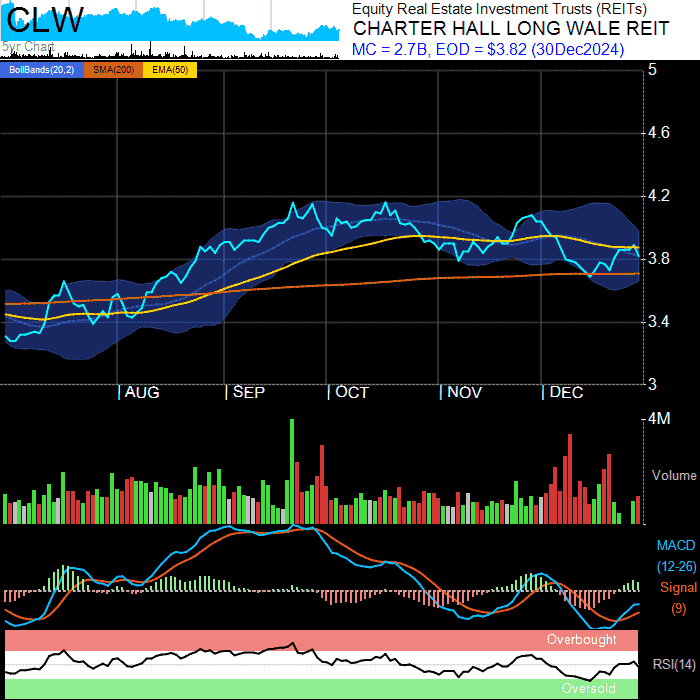 CLW
5yr Chart
Equity Real Estate Investment Trusts (REITs)
CHARTER HALL LONG WALE REIT
MC = 2.7B, EOD = $3.82 (30Dec2024)
BollBands(20,2) SMA(200) EMA(50)
5
4.6
4.2
3.8
3.4
3
AUG SEP OCT NOV DEC
4M
Volume
MACD
(12-26)
Signal
(9)
Overbought
RSI(14)
Oversold